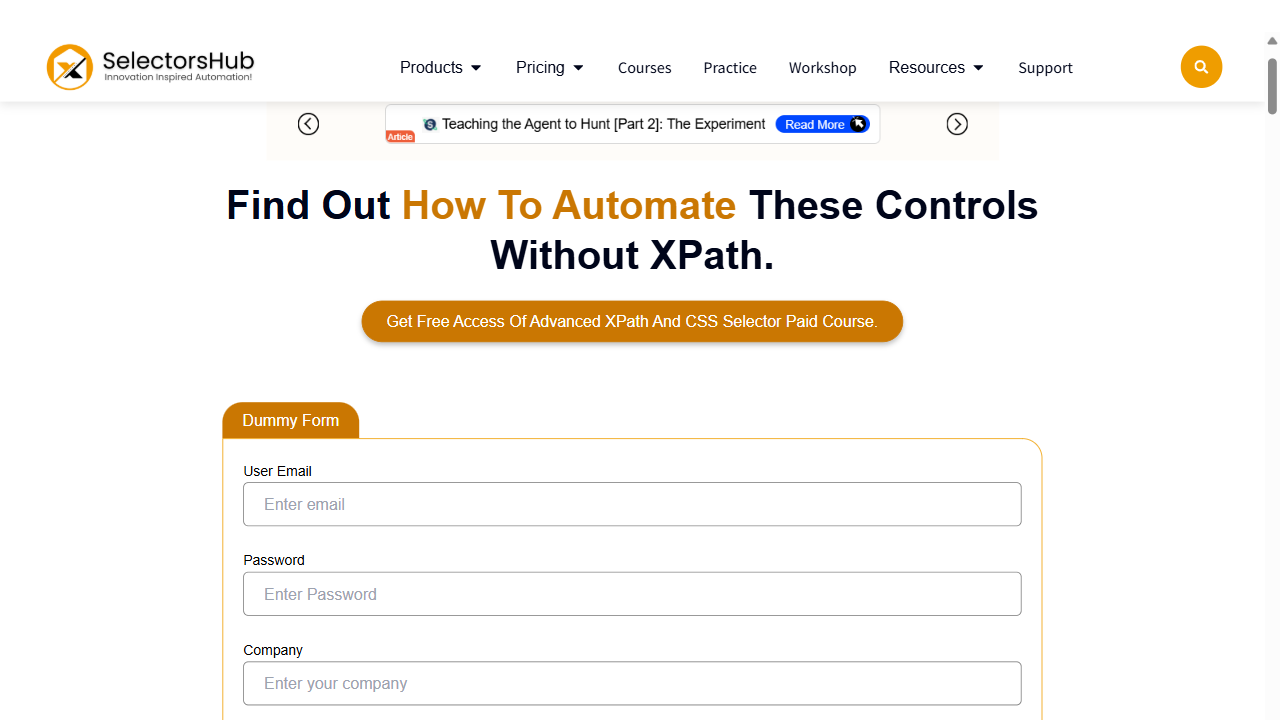 SelectorsHub
Innovation Inspired Automation!
Products Pricing Courses Practice Workshop Resources Support
Article
Teaching the Agent to Hunt [Part 2]: The Experiment Read More
Find Out How To Automate These Controls
Without XPath.
Get Free Access Of Advanced XPath And CSS Selector Paid Course.
Dummy Form
User Email
Enter email
Password
Enter Password
Company
Enter your company